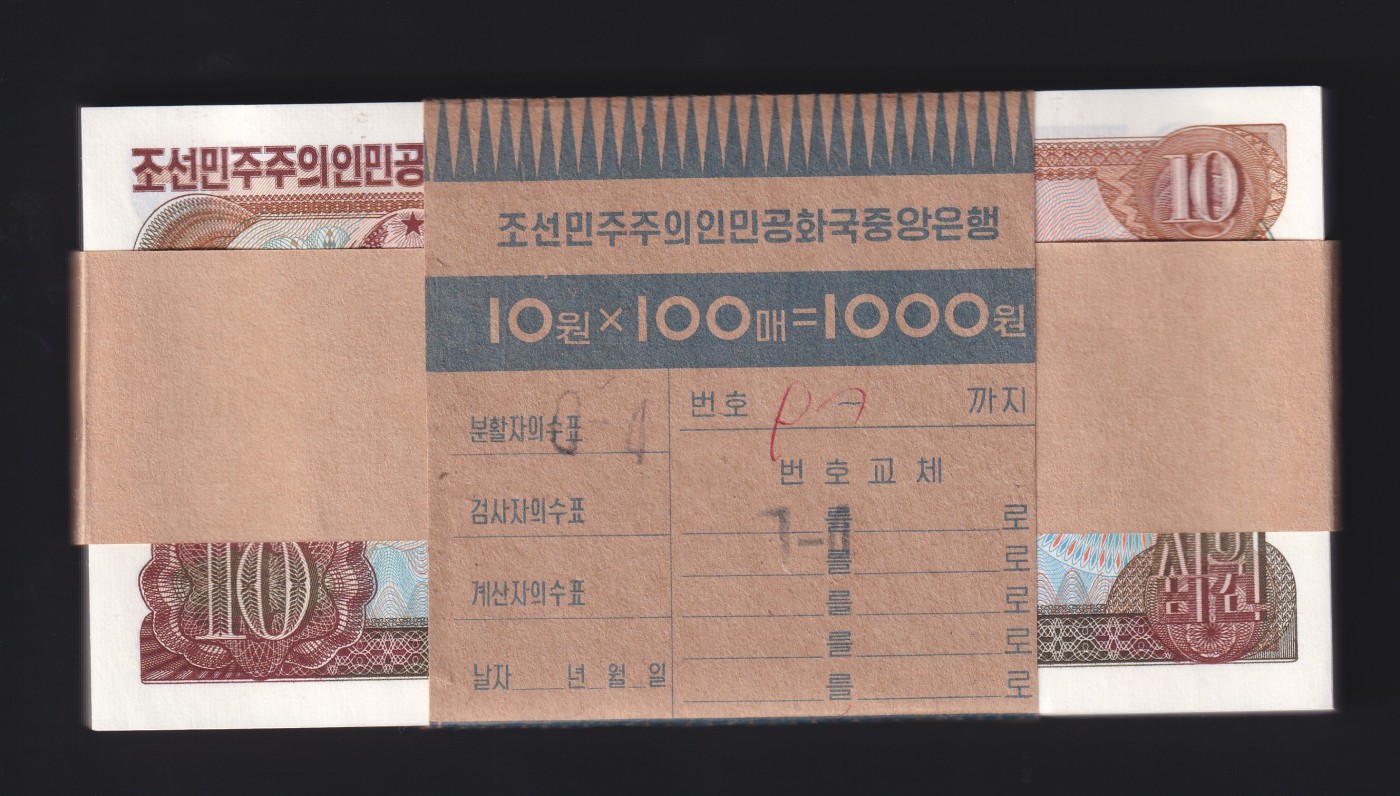 조선민주주의인민공
10
조선민주주의인민공화국중앙은행
10원×100매=1000원
번호 까지
분활자의수표
번호교체
검사자의수표
를 로
를 로
계산자의수표
를 로
를 로
날자 년 월 일
를 로
10